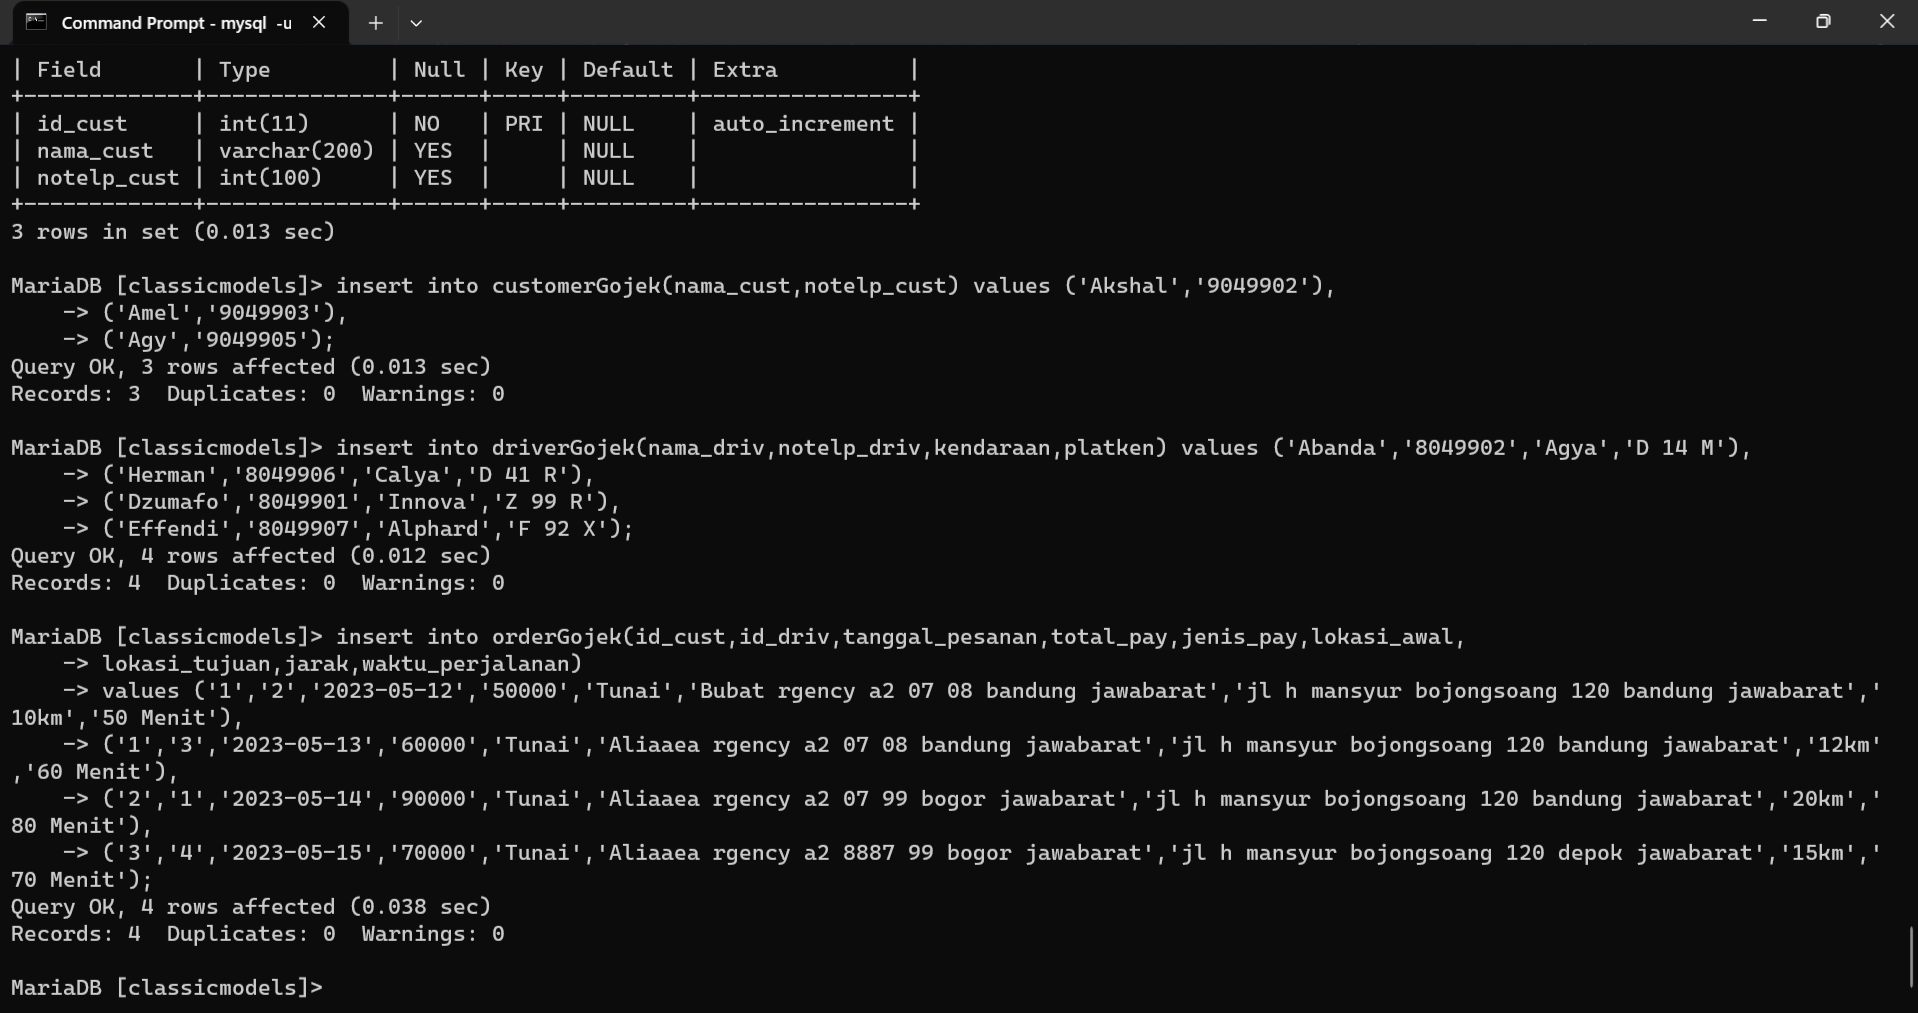 Command Prompt - mysql -u
| Field       | Type         | Null | Key | Default | Extra          |
+-------------+--------------+------+-----+---------+----------------+
| id_cust     | int(11)      | NO   | PRI | NULL    | auto_increment |
| nama_cust   | varchar(200) | YES  |     | NULL    |                |
| notelp_cust | int(100)     | YES  |     | NULL    |                |
+-------------+--------------+------+-----+---------+----------------+
3 rows in set (0.013 sec)
MariaDB [classicmodels]> insert into customerGojek(nama_cust,notelp_cust) values ('Akshal','9049902'),
    -> ('Amel','9049903'),
    -> ('Agy','9049905');
Query OK, 3 rows affected (0.013 sec)
Records: 3  Duplicates: 0  Warnings: 0
MariaDB [classicmodels]> insert into driverGojek(nama_driv,notelp_driv,kendaraan,platken) values ('Abanda','8049902','Agya','D 14 M'),
    -> ('Herman','8049906','Calya','D 41 R'),
    -> ('Dzumafo','8049901','Innova','Z 99 R'),
    -> ('Effendi','8049907','Alphard','F 92 X');
Query OK, 4 rows affected (0.012 sec)
Records: 4  Duplicates: 0  Warnings: 0
MariaDB [classicmodels]> insert into orderGojek(id_cust,id_driv,tanggal_pesanan,total_pay,jenis_pay,lokasi_awal,
    -> lokasi_tujuan,jarak,waktu_perjalanan)
    -> values ('1','2','2023-05-12','50000','Tunai','Bubat rgency a2 07 08 bandung jawabarat','jl h mansyur bojongsoang 120 bandung jawabarat','
10km','50 Menit'),
    -> ('1','3','2023-05-13','60000','Tunai','Aliaaea rgency a2 07 08 bandung jawabarat','jl h mansyur bojongsoang 120 bandung jawabarat','12km'
,'60 Menit'),
    -> ('2','1','2023-05-14','90000','Tunai','Aliaaea rgency a2 07 99 bogor jawabarat','jl h mansyur bojongsoang 120 bandung jawabarat','20km','
80 Menit'),
    -> ('3','4','2023-05-15','70000','Tunai','Aliaaea rgency a2 8887 99 bogor jawabarat','jl h mansyur bojongsoang 120 depok jawabarat','15km','
70 Menit');
Query OK, 4 rows affected (0.038 sec)
Records: 4  Duplicates: 0  Warnings: 0
MariaDB [classicmodels]>